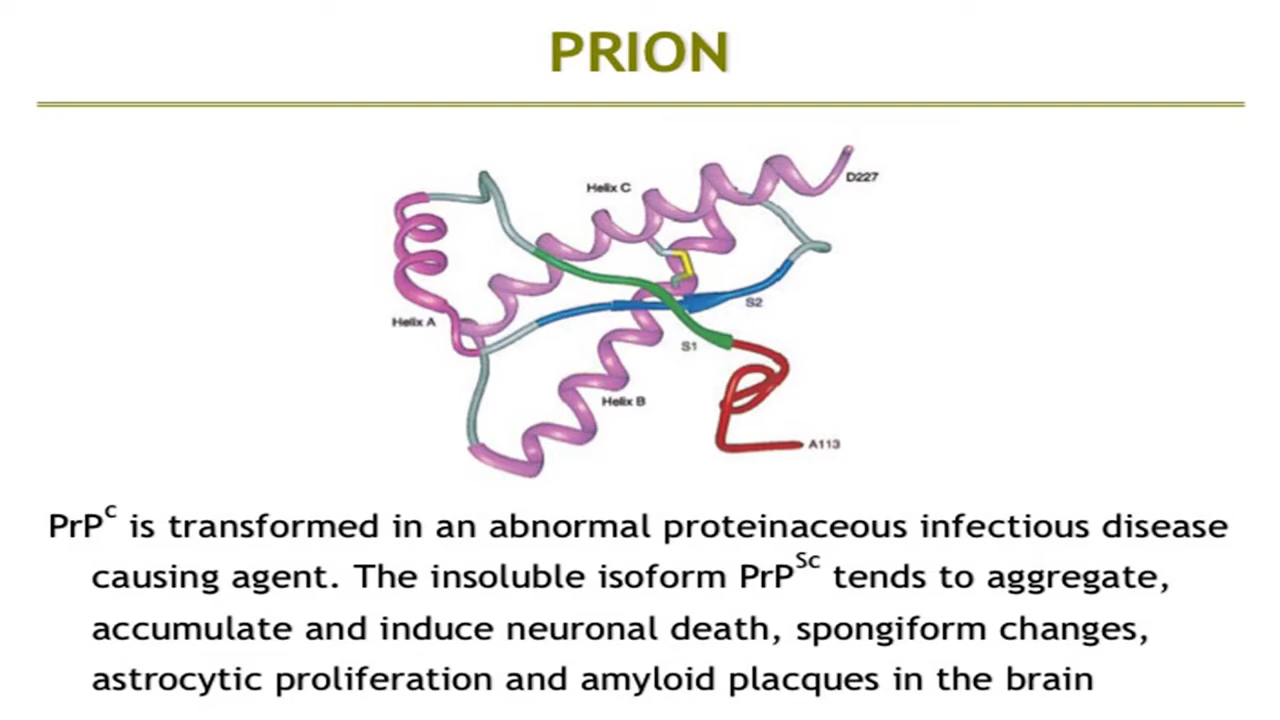 PRION
Helix C
D227
Helix A
S2
S1
Helix B
A113
PrPᶜ is transformed in an abnormal proteinaceous infectious disease
causing agent. The insoluble isoform PrPˢᶜ tends to aggregate,
accumulate and induce neuronal death, spongiform changes,
astrocytic proliferation and amyloid placques in the brain